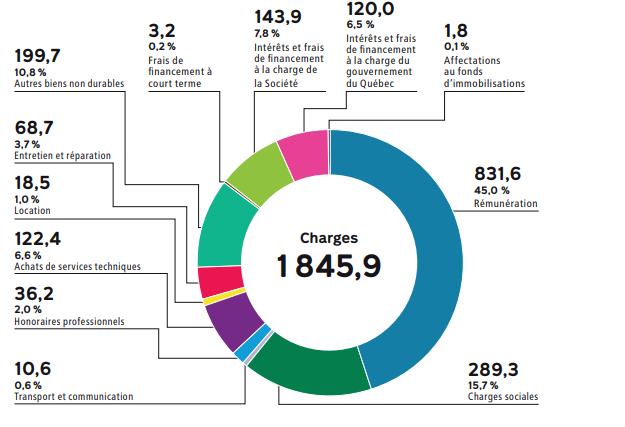 143,9
7,8 %
Intérêts et frais
de financement
à la charge de
la Société
120,0
6,5 %
Intérêts et frais
de financement
à la charge du
gouvernement
du Québec
3,2
0,2 %
Frais de
financement à
court terme
1,8
0,1 %
Affectations
au fonds
d'immobilisations
199,7
10,8 %
Autres biens non durables
68,7
3,7 %
Entretien et réparation
18,5
1,0 %
Location
122,4
6,6 %
Achats de services techniques
36,2
2,0 %
Honoraires professionnels
10,6
0,6 %
Transport et communication
Charges
1 845,9
831,6
45,0 %
Rémunération
289,3
15,7 %
Charges sociales